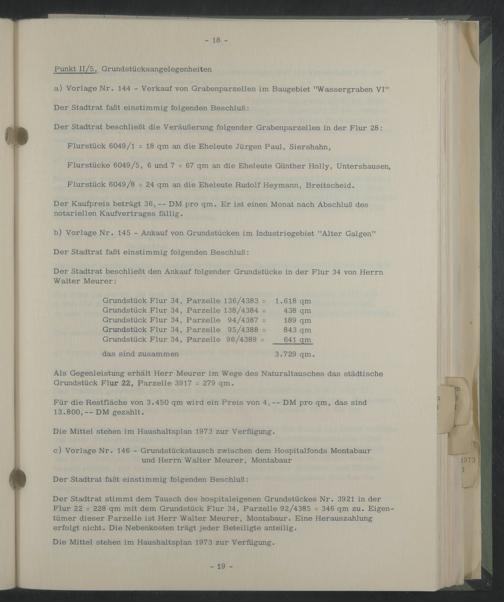 - 18 -
Punkt II/5, Grundstücksangelegenheiten
a) Vorlage Nr. 144 - Verkauf von Grabenparzellen im Baugebiet "Wassergraben VI"
Der Stadtrat faßt einstimmig folgenden Beschluß:
Der Stadtrat beschließt die Veräußerung folgender Grabenparzellen in der Flur 28:
Flurstück 6049/1 = 18 qm an die Eheleute Jürgen Paul, Siershahn,
Flurstücke 6049/5, 6 und 7 = 67 qm an die Eheleute Günther Holly, Untershausen,
Flurstück 6049/8 = 24 qm an die Eheleute Rudolf Heymann, Breitscheid.
Der Kaufpreis beträgt 36,-- DM pro qm. Er ist einen Monat nach Abschluß des
notariellen Kaufvertrages fällig.
b) Vorlage Nr. 145 - Ankauf von Grundstücken im Industriegebiet "Alter Galgen"
Der Stadtrat faßt einstimmig folgenden Beschluß:
Der Stadtrat beschließt den Ankauf folgender Grundstücke in der Flur 34 von Herrn
Walter Meurer:
Grundstück Flur 34, Parzelle 136/4383 = 1.618 qm
Grundstück Flur 34, Parzelle 138/4384 = 438 qm
Grundstück Flur 34, Parzelle 94/4387 = 189 qm
Grundstück Flur 34, Parzelle 95/4388 = 843 qm
Grundstück Flur 34, Parzelle 96/4389 = 641 qm
das sind zusammen 3.729 qm.
Als Gegenleistung erhält Herr Meurer im Wege des Naturaltausches das städtische
Grundstück Flur 22, Parzelle 3917 = 279 qm.
Für die Restfläche von 3.450 qm wird ein Preis von 4,-- DM pro qm, das sind
13.800,-- DM gezahlt.
Die Mittel stehen im Haushaltsplan 1973 zur Verfügung.
c) Vorlage Nr. 146 - Grundstückstausch zwischen dem Hospitalfonds Montabaur
und Herrn Walter Meurer, Montabaur
Der Stadtrat faßt einstimmig folgenden Beschluß:
Der Stadtrat stimmt dem Tausch des hospitaleigenen Grundstückes Nr. 3921 in der
Flur 22 = 228 qm mit dem Grundstück Flur 34, Parzelle 92/4385 = 346 qm zu. Eigen-
tümer dieser Parzelle ist Herr Walter Meurer, Montabaur. Eine Herauszahlung
erfolgt nicht. Die Nebenkosten trägt jeder Beteiligte anteilig.
Die Mittel stehen im Haushaltsplan 1973 zur Verfügung.
- 19 -
1973